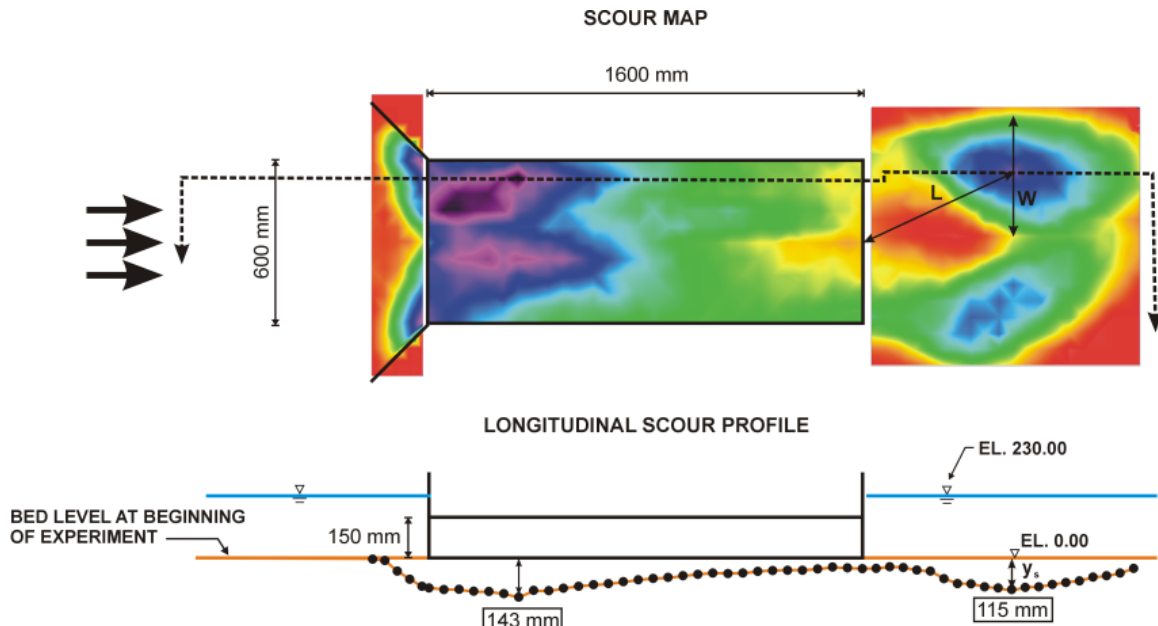 SCOUR MAP
1600 mm
600 mm
L
W
LONGITUDINAL SCOUR PROFILE
EL. 230.00
BED LEVEL AT BEGINNING
OF EXPERIMENT
150 mm
EL. 0.00
ys
143 mm
115 mm